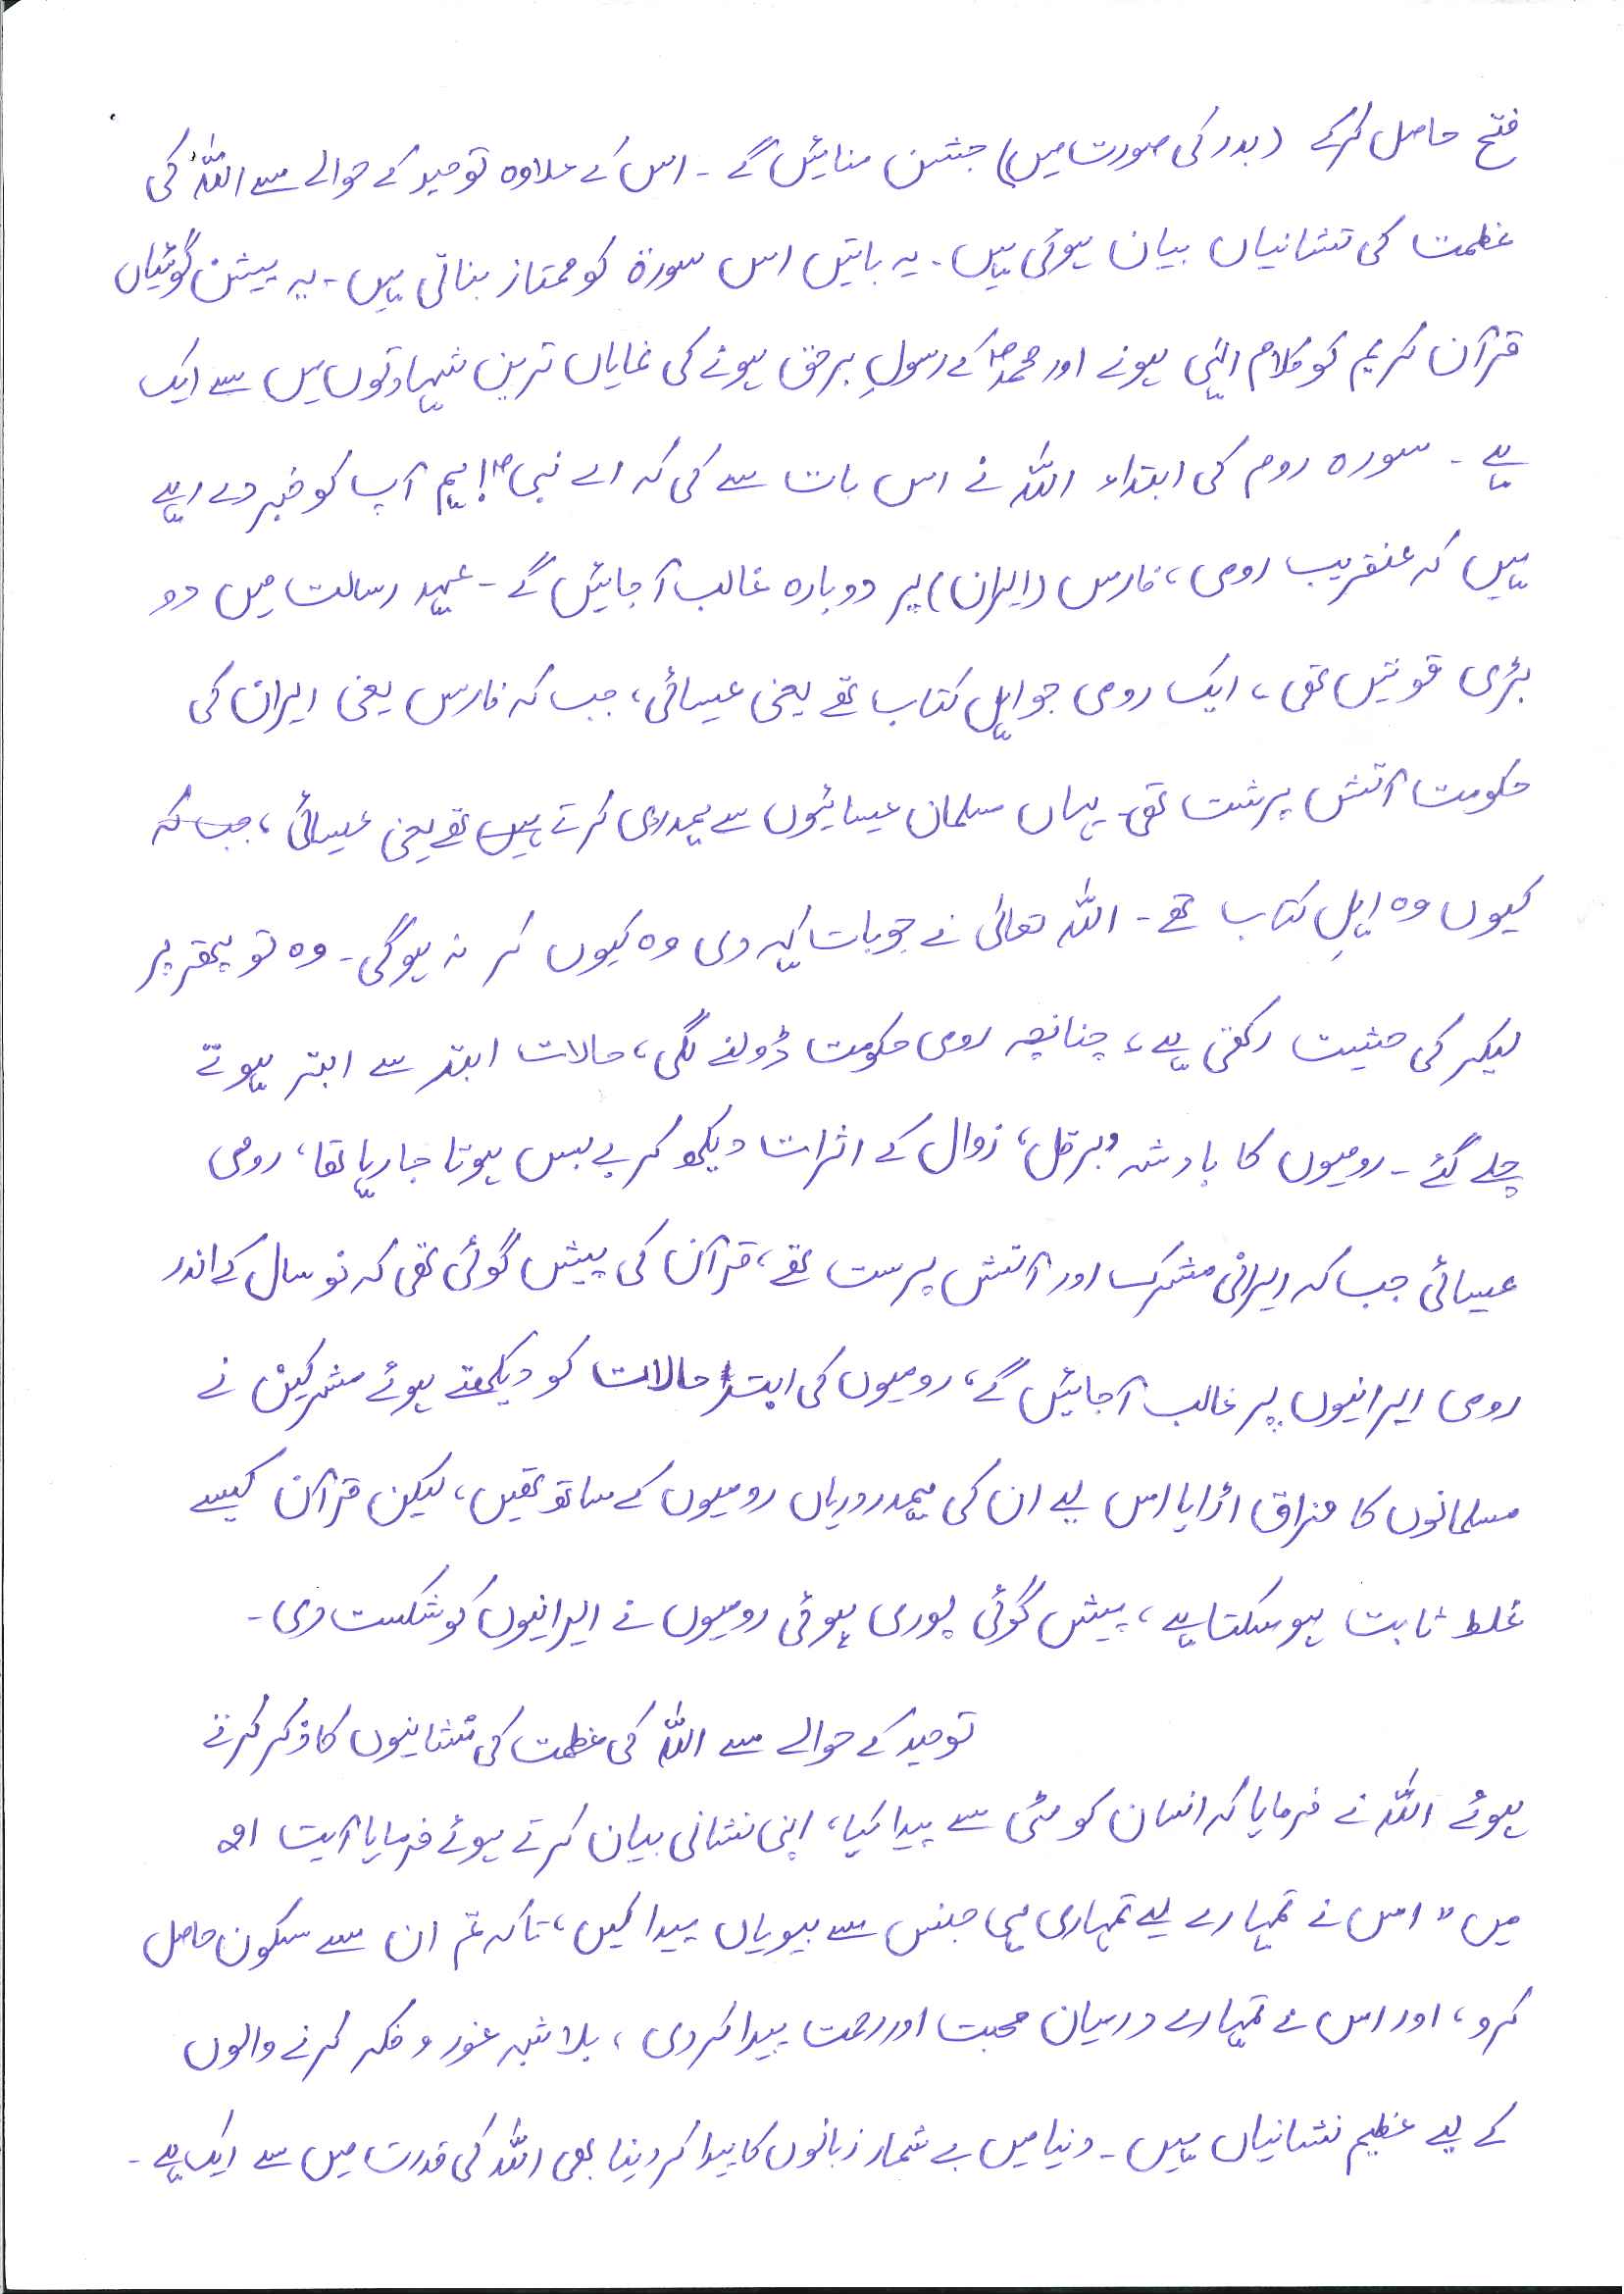 فتح حاصل کرکے (بدر کی صورت میں) جشن منائیں گے ۔ اس کے علاوہ توحید کے حوالے سے اللہ کی
عظمت کی نشانیاں بیان ہوئی ہیں ۔ یہ باتیں اس سورۃ کو ممتاز بناتی ہیں ۔ یہ پیشن گوئیاں
قرآن کریم کو کلام الٰہی ہونے اور محمدؐ کے رسولِ برحق ہونے کی نمایاں ترین شہادتوں میں سے ایک
ہے ۔ سورہ روم کی ابتداء اللہ نے اس بات سے کی کہ اے نبیؐ! ہم آپ کو خبر دے رہے
ہیں کہ عنقریب رومی، فارس (ایران) پر دوبارہ غالب آجائیں گے ۔ عہد رسالت میں دو
بڑی قوتیں تھی، ایک رومی جو اہل کتاب تھے یعنی عیسائی، جب کہ فارس یعنی ایران کی
حکومت آتش پرشت تھی۔ یہاں مسلمان عیسائیوں سے ہمدردی کرتے ہیں تھے یعنی عیسائی، جب کہ
کیوں وہ اہلِ کتاب تھے ۔ اللہ تعالیٰ نے جو بات کہہ دی وہ کیوں کر نہ ہوگی ۔ وہ تو پتھر پر
لیکر کی حثیت رکھتی ہے، چنانچہ رومی حکومت ڈولنے لگی، حالات ابتر سے ابتر ہوتے
چلے گئے ۔ رومیوں کا بادشہ "ہرقل" زوال کے اثرات دیکھ کر بے بس ہوتا جا رہا تھا، رومی
عیسائی جب کہ ایرانی مشرک اور آتش پرست تھے، قرآن کی پیش گوئی تھی کہ نو سال کے اندر
رومی ایرانیوں پر غالب آجائیں گے، رومیوں کی ابتر حالات کو دیکھتے ہوئے مشرکین نے
مسلمانوں کا مزاق اڑایا اس لیے ان کی ہمدردریاں رومیوں کے ساتھ تھیں، لیکن قرآن کیسے
غلط ثابت ہو سکتا ہے، پیش گوئی پوری ہوئی رومیوں نے ایرانیوں کو شکست دی ۔
توحید کے حوالے سے اللہ کی عظمت کی نشانیوں کا ذکر کرتے
ہوئے اللہ نے فرمایا کہ انسان کو مٹی سے پیدا کیا، اپنی نشانی بیان کرتے ہوئے فرمایا آیت ۲۱
میں "اس نے تمہارے لیے تمہاری ہی جنس سے بیویاں پیدا کیں، تاکہ تم ان سے سکون حاصل
کرو، اور اس نے تمہارے درمیان محبت اور رحمت پیدا کر دی، بلا شبہ غور و فکر کرنے والوں
کے لیے عظیم نشانیاں ہیں ۔ دنیا میں بے شمار زبانوں کا پیدا کر دینا بھی اللہ کی قدرت میں سے ایک ہے ۔